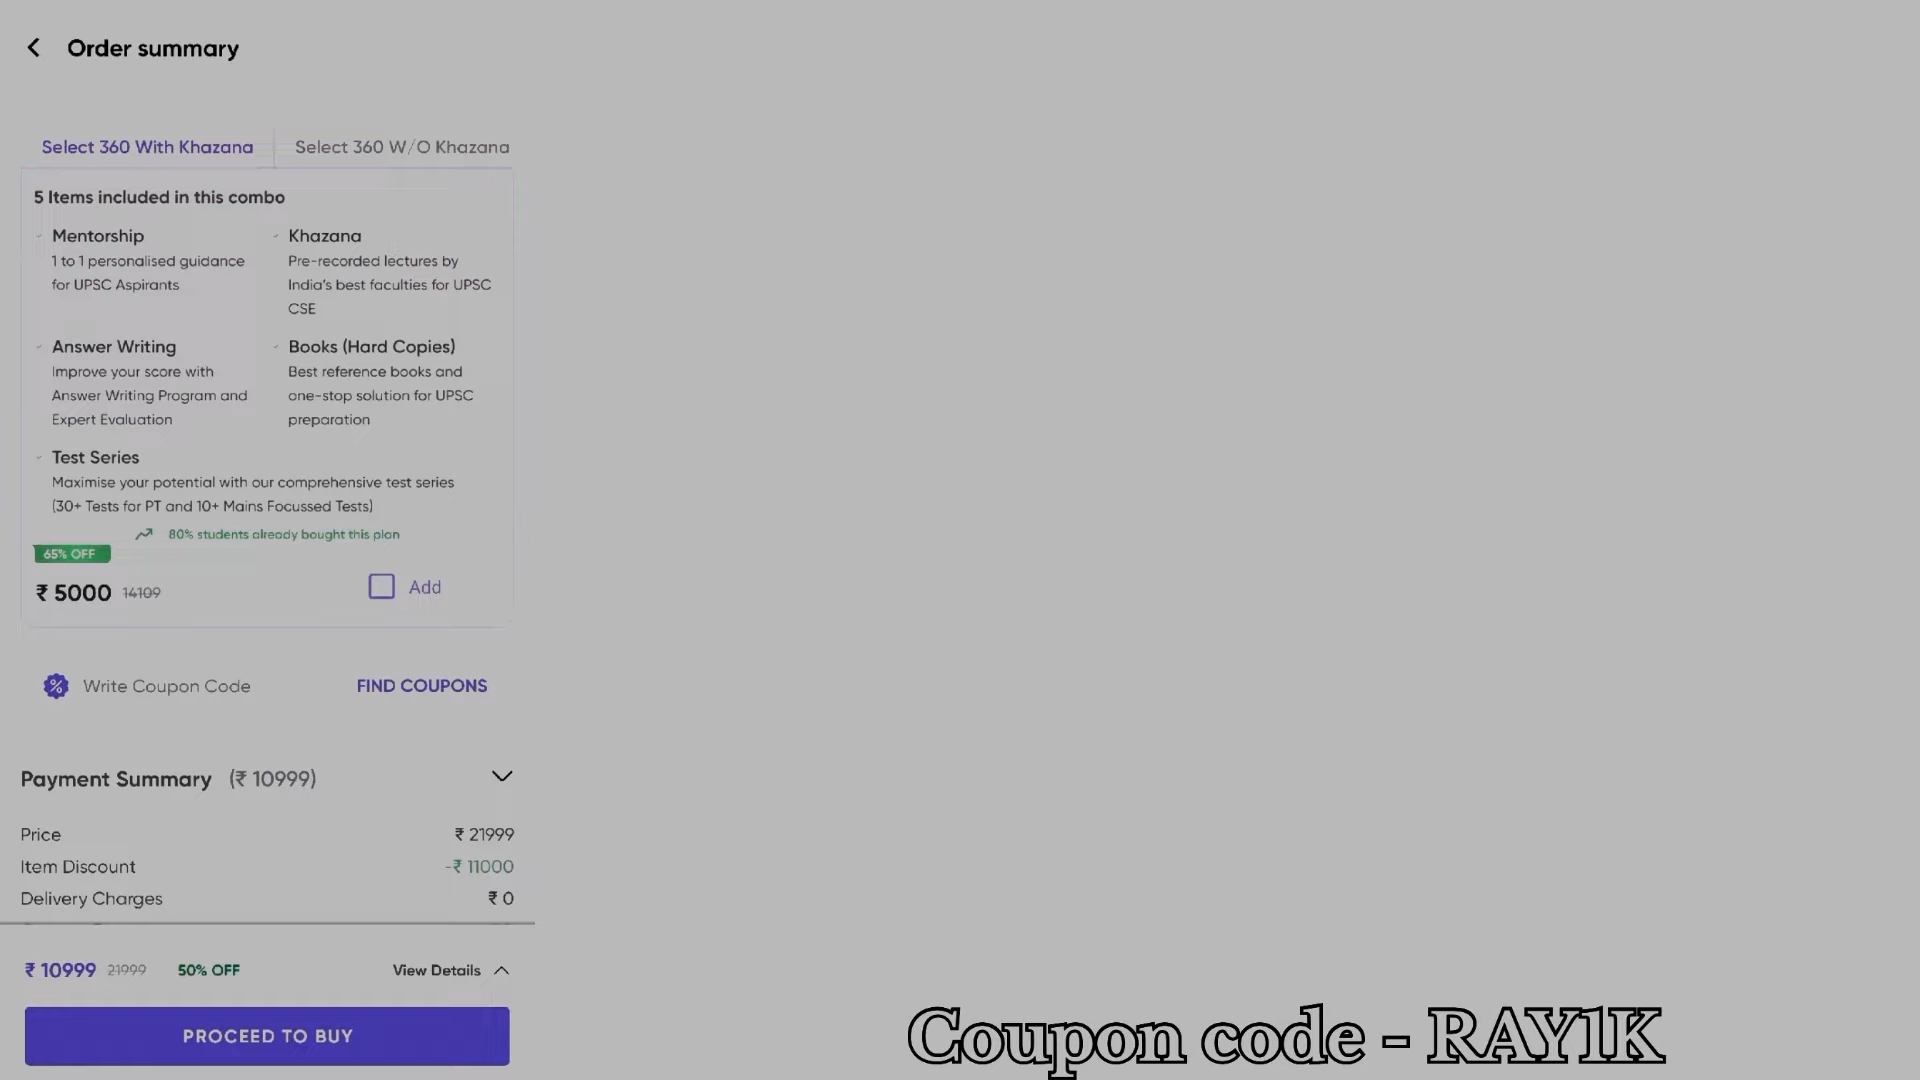 Order summary
Select 360 With Khazana
Select 360 W/O Khazana
5 Items included in this combo
Mentorship
1 to 1 personalised guidance
for UPSC Aspirants
Khazana
Pre-recorded lectures by
India's best faculties for UPSC
CSE
Answer Writing
Improve your score with
Answer Writing Program and
Expert Evaluation
Books (Hard Copies)
Best reference books and
one-stop solution for UPSC
preparation
Test Series
Maximise your potential with our comprehensive test series
(30+ Tests for PT and 10+ Mains Focussed Tests)
80% students already bought this plan
65% OFF
₹ 5000 14109
Add
Write Coupon Code
FIND COUPONS
Payment Summary (₹ 10999)
Price ₹ 21999
Item Discount -₹ 11000
Delivery Charges ₹ 0
₹ 10999 21999 50% OFF
View Details
PROCEED TO BUY
Coupon code - RAY1K